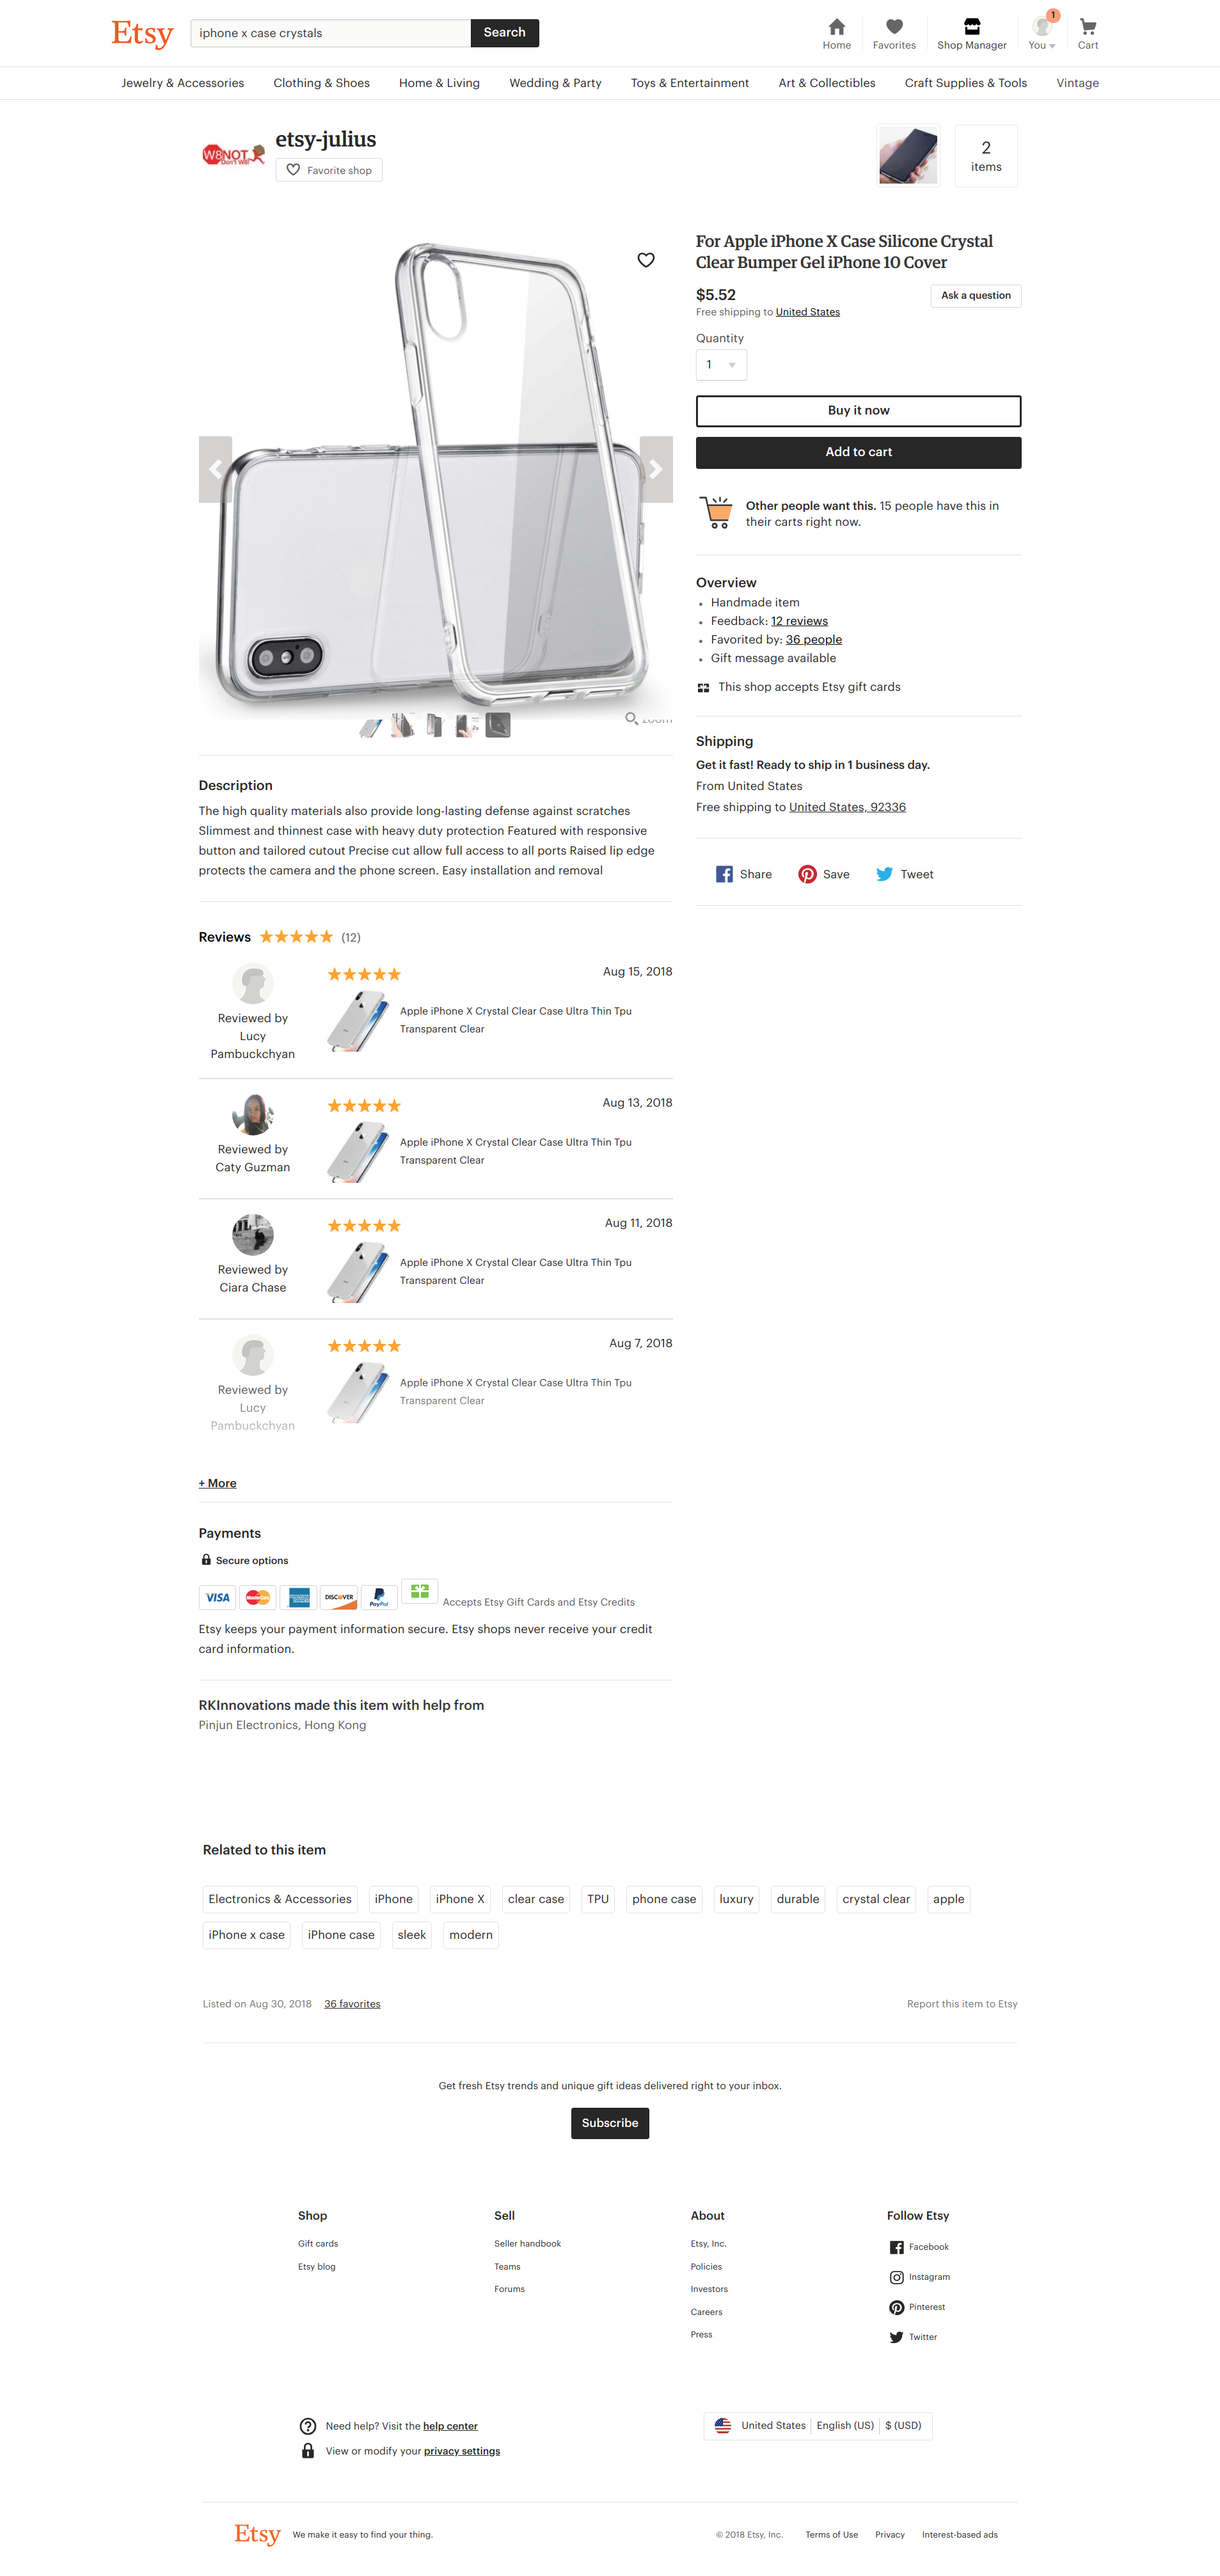 Etsy
iphone x case crystals
Search
Home
Favorites
Shop Manager
1
You
Cart
Jewelry & Accessories
Clothing & Shoes
Home & Living
Wedding & Party
Toys & Entertainment
Art & Collectibles
Craft Supplies & Tools
Vintage
W8NOT
Don't Wait
etsy-julius
Favorite shop
2
items
For Apple iPhone X Case Silicone Crystal
Clear Bumper Gel iPhone 10 Cover
$5.52
Ask a question
Free shipping to United States
Quantity
1
Buy it now
Add to cart
Other people want this. 15 people have this in
their carts right now.
Overview
Handmade item
Feedback: 12 reviews
Favorited by: 36 people
Gift message available
This shop accepts Etsy gift cards
zoom
Shipping
Get it fast! Ready to ship in 1 business day.
From United States
Free shipping to United States, 92336
Share
Save
Tweet
Description
The high quality materials also provide long-lasting defense against scratches
Slimmest and thinnest case with heavy duty protection Featured with responsive
button and tailored cutout Precise cut allow full access to all ports Raised lip edge
protects the camera and the phone screen. Easy installation and removal
Reviews (12)
Reviewed by
Lucy
Pambuckchyan
Aug 15, 2018
Apple iPhone X Crystal Clear Case Ultra Thin Tpu
Transparent Clear
Reviewed by
Caty Guzman
Aug 13, 2018
Apple iPhone X Crystal Clear Case Ultra Thin Tpu
Transparent Clear
Reviewed by
Ciara Chase
Aug 11, 2018
Apple iPhone X Crystal Clear Case Ultra Thin Tpu
Transparent Clear
Reviewed by
Lucy
Pambuckchyan
Aug 7, 2018
Apple iPhone X Crystal Clear Case Ultra Thin Tpu
Transparent Clear
+ More
Payments
Secure options
VISA
MasterCard
DISCOVER
PayPal
Accepts Etsy Gift Cards and Etsy Credits
Etsy keeps your payment information secure. Etsy shops never receive your credit
card information.
RKInnovations made this item with help from
Pinjun Electronics, Hong Kong
Related to this item
Electronics & Accessories
iPhone
iPhone X
clear case
TPU
phone case
luxury
durable
crystal clear
apple
iPhone x case
iPhone case
sleek
modern
Listed on Aug 30, 2018
36 favorites
Report this item to Etsy
Get fresh Etsy trends and unique gift ideas delivered right to your inbox.
Subscribe
Shop
Gift cards
Etsy blog
Sell
Seller handbook
Teams
Forums
About
Etsy, Inc.
Policies
Investors
Careers
Press
Follow Etsy
Facebook
Instagram
Pinterest
Twitter
Need help? Visit the help center
View or modify your privacy settings
United States
English (US)
$ (USD)
Etsy
We make it easy to find your thing.
© 2018 Etsy, Inc.
Terms of Use
Privacy
Interest-based ads